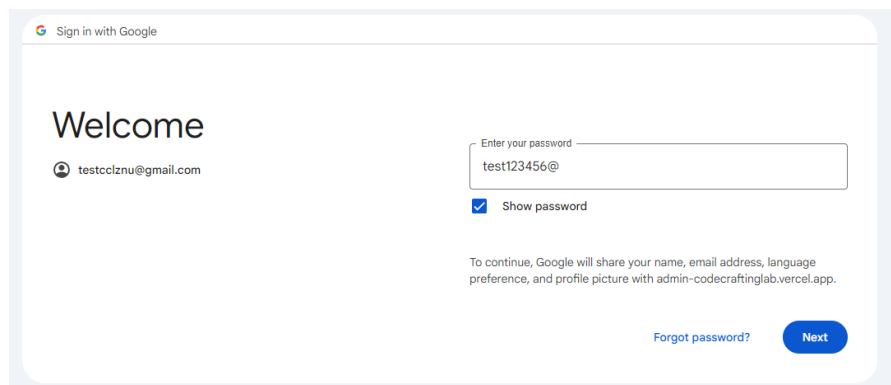 Sign in with Google
Welcome
testcclznu@gmail.com
Enter your password
test123456@
Show password
To continue, Google will share your name, email address, language
preference, and profile picture with admin-codecraftinglab.vercel.app.
Forgot password?
Next